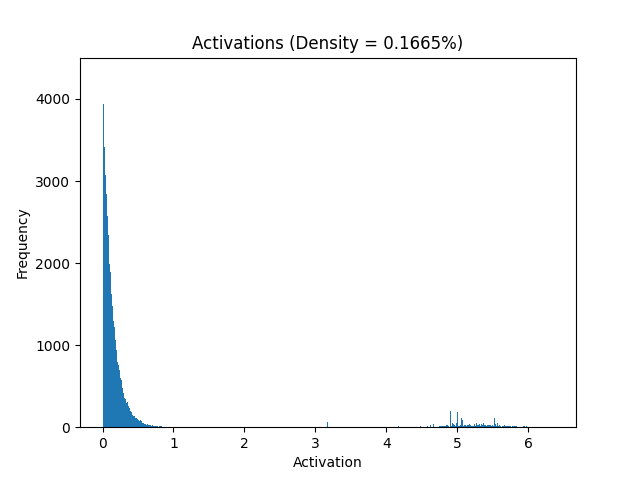 Activations (Density = 0.1665%)
4000
3000
2000
1000
0
Frequency
0 1 2 3 4 5 6
Activation